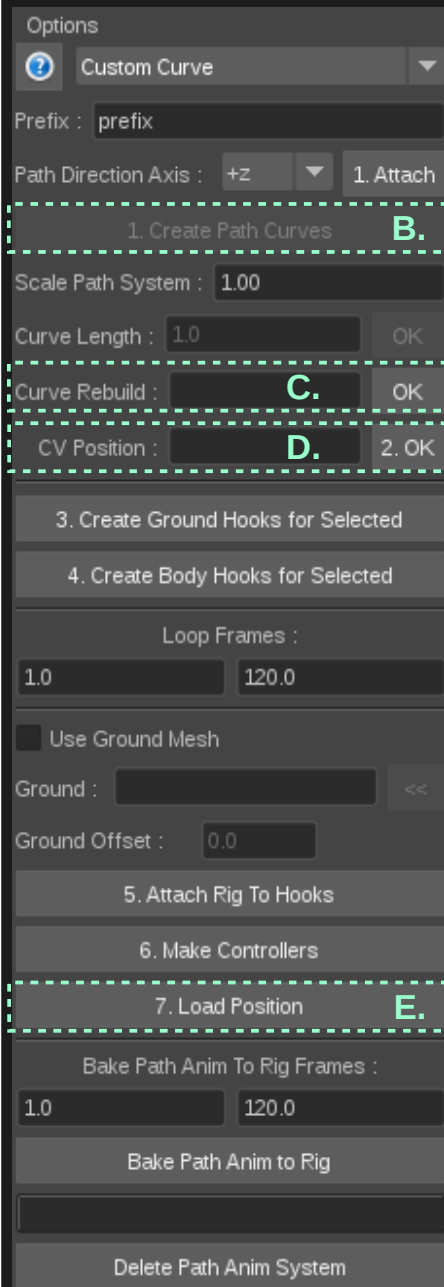 Options
? Custom Curve
Prefix : prefix
Path Direction Axis : +z 1. Attach
1. Create Path Curves B.
Scale Path System : 1.00
Curve Length : 1.0 OK
Curve Rebuild : C. OK
CV Position : D. 2. OK
3. Create Ground Hooks for Selected
4. Create Body Hooks for Selected
Loop Frames :
1.0 120.0
Use Ground Mesh
Ground : <<
Ground Offset : 0.0
5. Attach Rig To Hooks
6. Make Controllers
7. Load Position E.
Bake Path Anim To Rig Frames :
1.0 120.0
Bake Path Anim to Rig
Delete Path Anim System